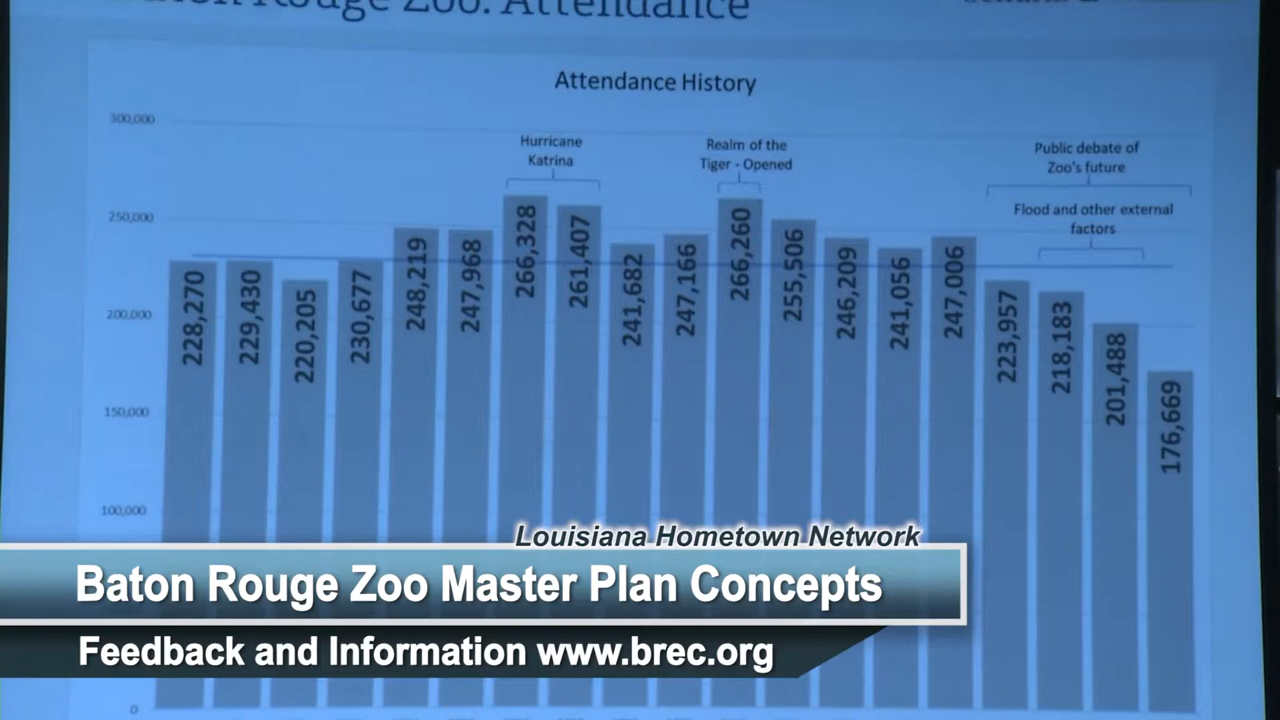 Rouge Zoo: Attendance
Attendance History
300,000
Hurricane
Katrina
Realm of the
Tiger - Opened
Public debate of
Zoo's future
Flood and other external
factors
250,000
200,000
150,000
100,000
0
228,270
229,430
220,205
230,677
248,219
247,968
266,328
261,407
241,682
247,166
266,260
255,506
246,209
241,056
247,006
223,957
218,183
201,488
176,669
Louisiana Hometown Network
Baton Rouge Zoo Master Plan Concepts
Feedback and Information www.brec.org